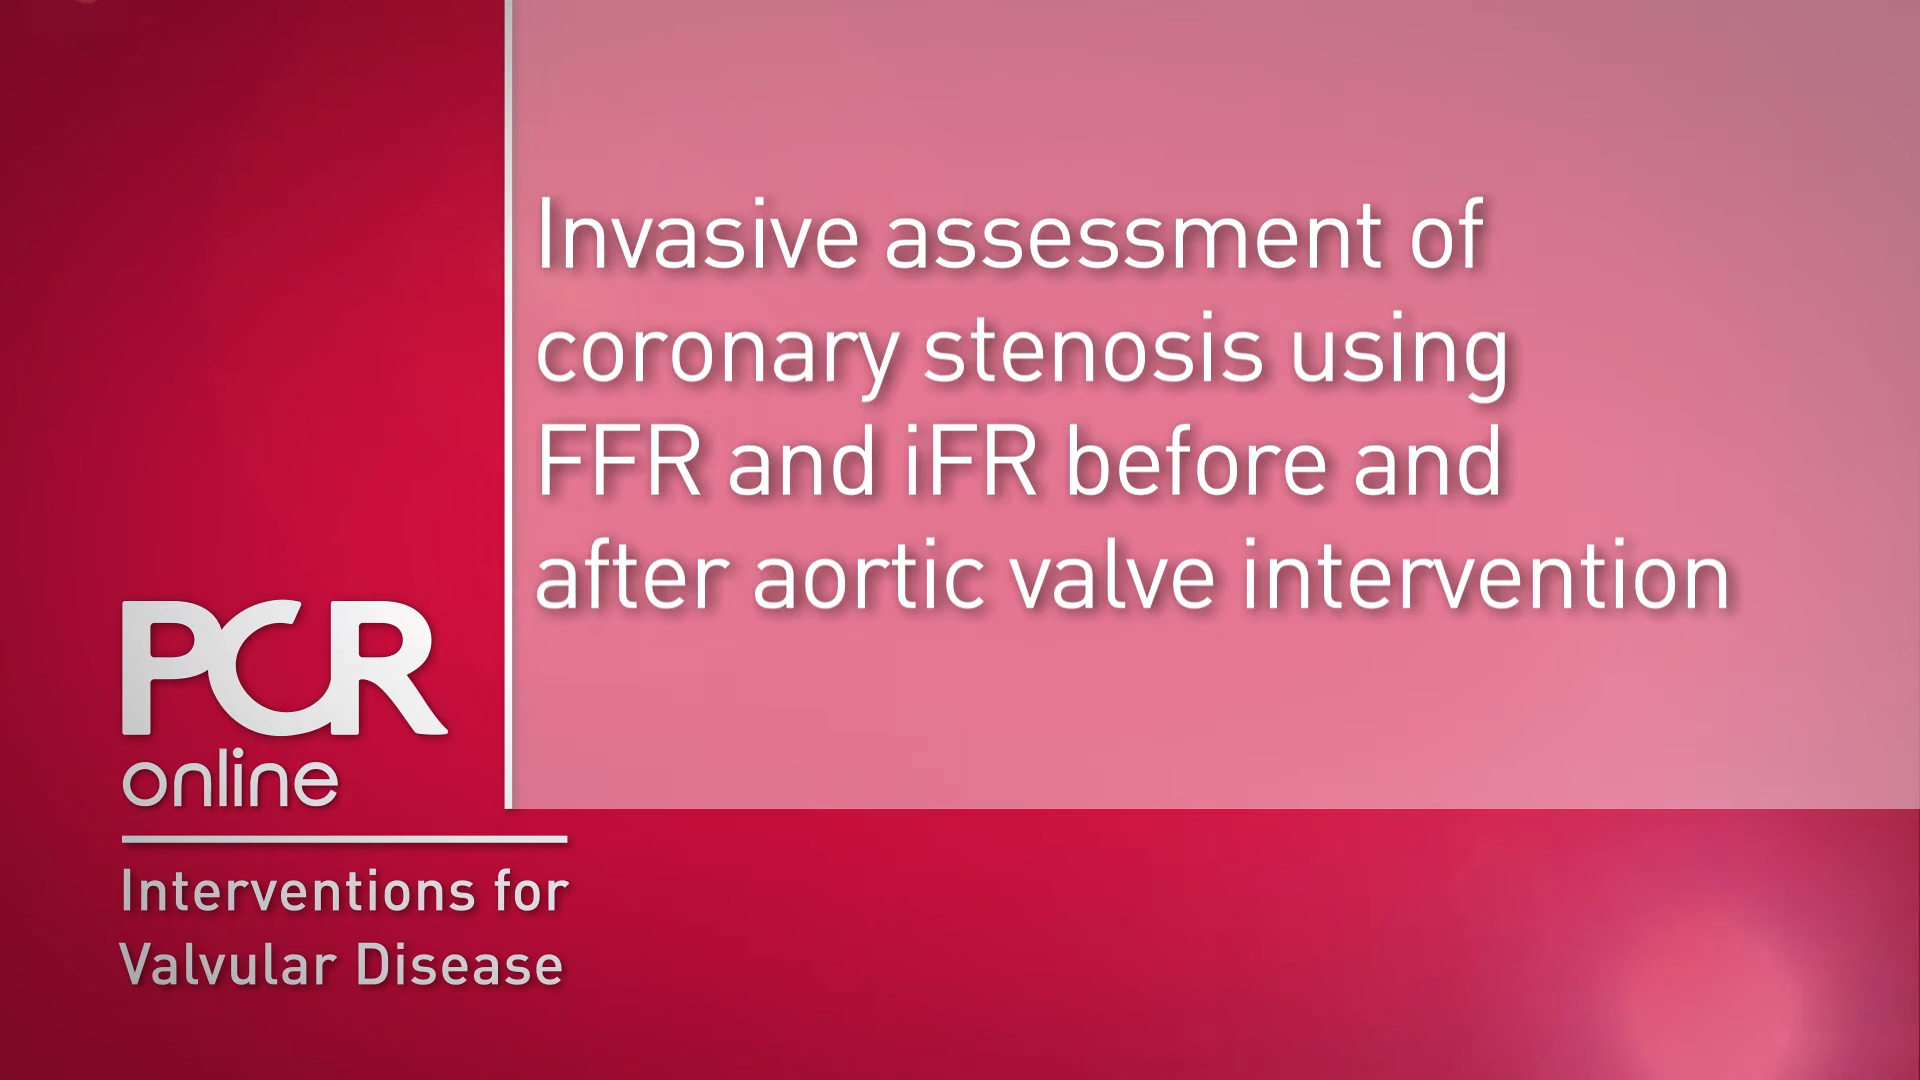 Invasive assessment of
coronary stenosis using
FFR and iFR before and
after aortic valve intervention
PCR
online
Interventions for
Valvular Disease